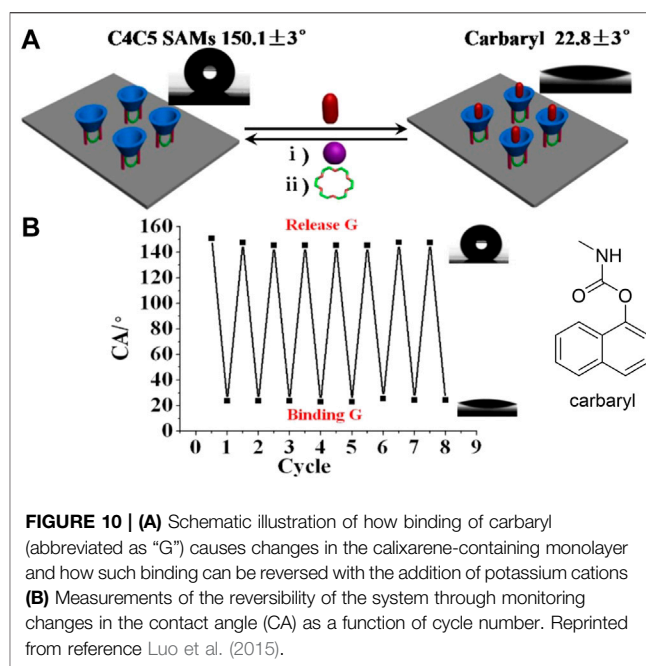 A
C4C5 SAMs 150.1±3°
Carbaryl 22.8±3°
i)
ii)
B
160
140
120
100
80
60
40
20
0
CA/°
Release G
Binding G
0 1 2 3 4 5 6 7 8 9
Cycle
NH
O
O
carbaryl
FIGURE 10 | (A) Schematic illustration of how binding of carbaryl
(abbreviated as “G”) causes changes in the calixarene-containing monolayer
and how such binding can be reversed with the addition of potassium cations
(B) Measurements of the reversibility of the system through monitoring
changes in the contact angle (CA) as a function of cycle number. Reprinted
from reference Luo et al. (2015).